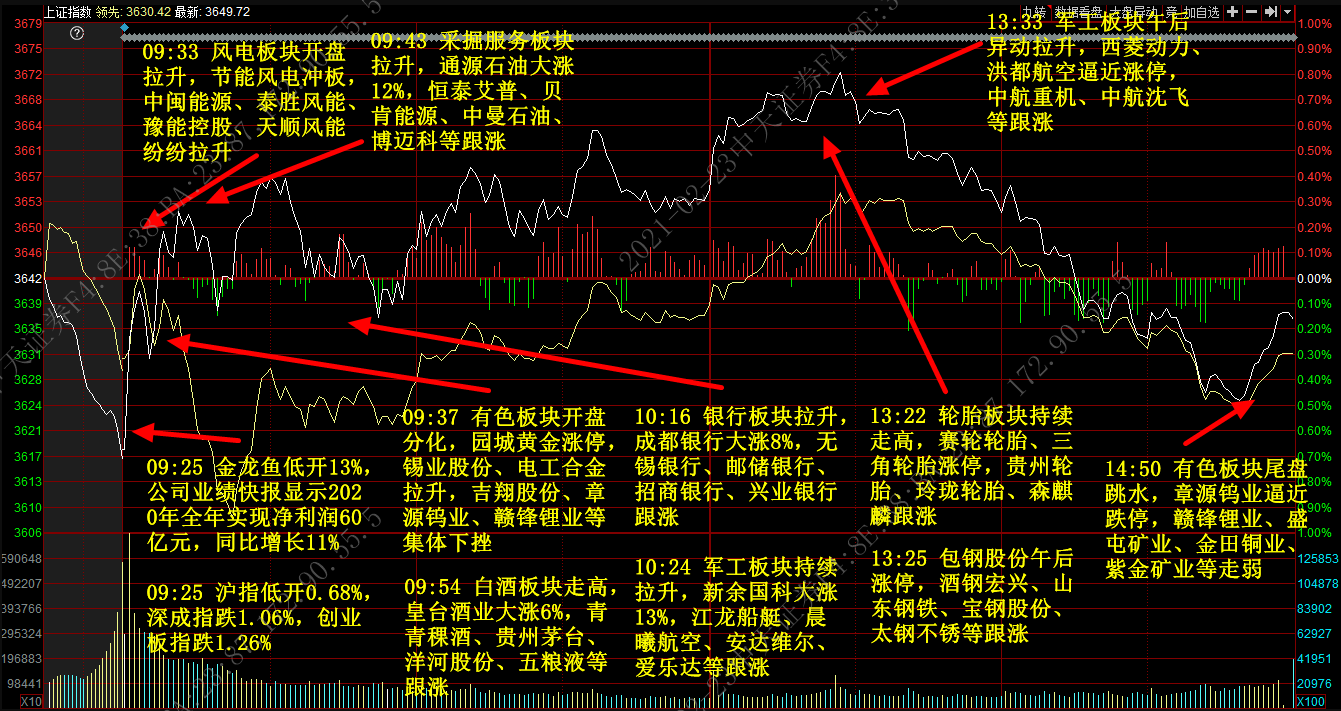 上证指数 领先: 3630.42 最新: 3649.72
九转 数据看盘 大盘异动 竞 加自选
3679
3675
3672
3668
3664
3661
3657
3653
3650
3646
3642
3639
3635
3631
3628
3624
3621
3617
3613
3610
3606
590648
492207
393766
295324
196883
98441
X10
09:33 风电板块开盘
拉升，节能风电冲板，
中闽能源、泰胜风能、
豫能控股、天顺风能
纷纷拉升
09:43 采掘服务板块
拉升，通源石油大涨
12%，恒泰艾普、贝
肯能源、中曼石油、
博迈科等跟涨
13:33 军工板块午后
异动拉升，西菱动力、
洪都航空逼近涨停，
中航重机、中航沈飞
等跟涨
09:25 金龙鱼低开13%，
公司业绩快报显示202
0年全年实现净利润60
亿元，同比增长11%
09:25 沪指低开0.68%，
深成指跌1.06%，创业
板指跌1.26%
09:37 有色板块开盘
分化，园城黄金涨停，
锡业股份、电工合金
拉升，吉翔股份、章
源钨业、赣锋锂业等
集体下挫
09:54 白酒板块走高，
皇台酒业大涨6%，青
青稞酒、贵州茅台、
洋河股份、五粮液等
跟涨
10:16 银行板块拉升，
成都银行大涨8%，无
锡银行、邮储银行、
招商银行、兴业银行
跟涨
10:24 军工板块持续
拉升，新余国科大涨
13%，江龙船艇、晨
曦航空、安达维尔、
爱乐达等跟涨
13:22 轮胎板块持续
走高，赛轮轮胎、三
角轮胎涨停，贵州轮
胎、玲珑轮胎、森麒
麟跟涨
13:25 包钢股份午后
涨停，酒钢宏兴、山
东钢铁、宝钢股份、
太钢不锈等跟涨
14:50 有色板块尾盘
跳水，章源钨业逼近
跌停，赣锋锂业、盛
屯矿业、金田铜业、
紫金矿业等走弱
1.00%
0.90%
0.80%
0.70%
0.60%
0.50%
0.40%
0.30%
0.20%
0.10%
0.00%
0.10%
0.20%
0.30%
0.40%
0.50%
0.60%
0.70%
0.80%
0.90%
1.00%
125853
104878
83902
62927
41951
20976
X100